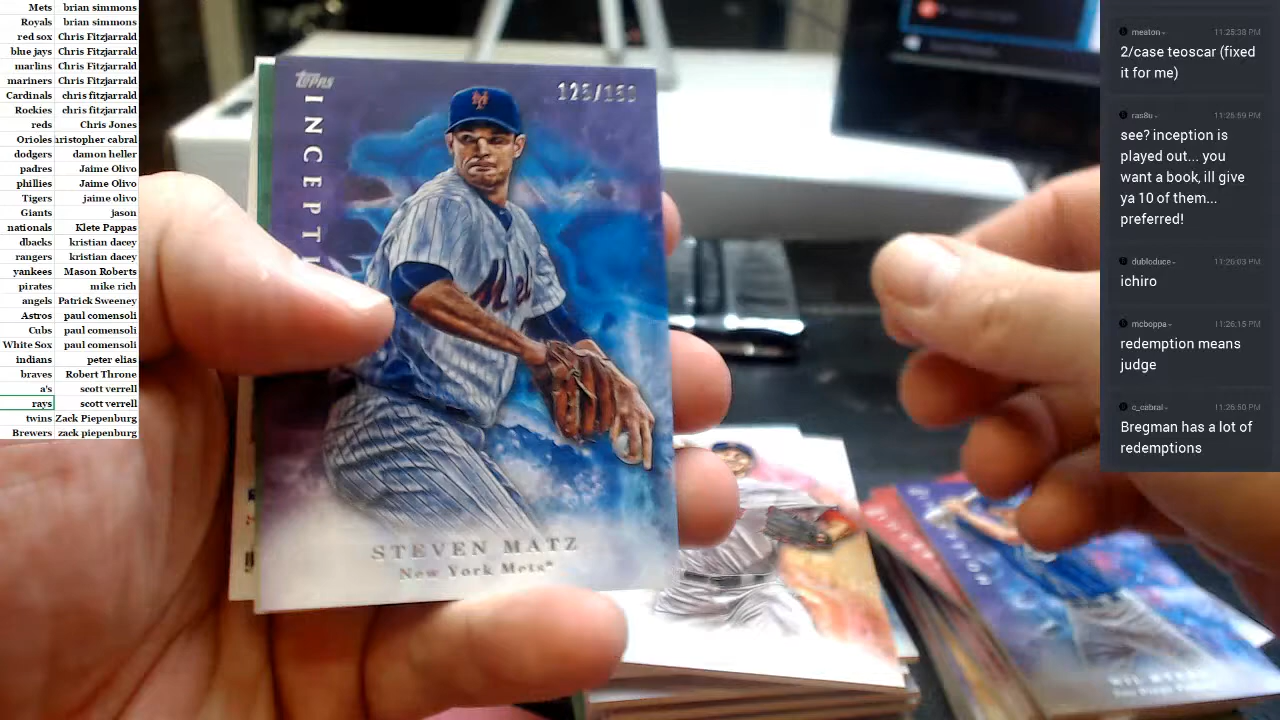 Mets brian simmons
Royals brian simmons
red sox Chris Fitzjarrald
blue jays Chris Fitzjarrald
marlins Chris Fitzjarrald
mariners Chris Fitzjarrald
Cardinals chris fitzjarrald
Rockies chris fitzjarrald
reds Chris Jones
Orioles hristopher cabral
dodgers damon heller
padres Jaime Olivo
phillies Jaime Olivo
Tigers jaime olivo
Giants jason
nationals Klete Pappas
dbacks kristian dacey
rangers kristian dacey
yankees Mason Roberts
pirates mike rich
angels Patrick Sweeney
Astros paul comensoli
Cubs paul comensoli
White Sox paul comensoli
indians peter elias
braves Robert Throne
a's scott verrell
rays scott verrell
twins Zack Piepenburg
Brewers zack piepenburg
TOPPS
INCEPTI
125/150
Mets
STEVEN MATZ
New York Mets®
meaton 11:25:38 PM
2/case teoscar (fixed
it for me)
ras8u 11:25:59 PM
see? inception is
played out... you
want a book, ill give
ya 10 of them...
preferred!
dubloduce 11:26:03 PM
ichiro
mcboppa 11:26:15 PM
redemption means
judge
c_cabral 11:26:50 PM
Bregman has a lot of
redemptions